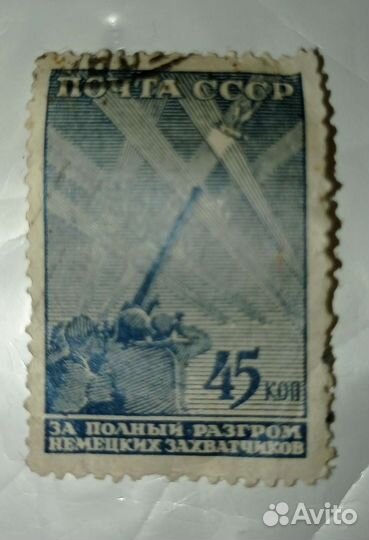 ПОЧТА СССР
45 КОП
ЗА ПОЛНЫЙ РАЗГРОМ
НЕМЕЦКИХ ЗАХВАТЧИКОВ
Avito